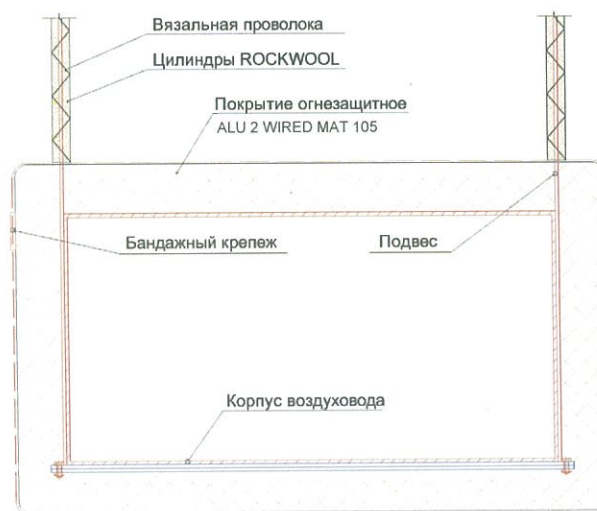 Вязальная проволока
Цилиндры ROCKWOOL
Покрытие огнезащитное
ALU 2 WIRED MAT 105
Бандажный крепеж
Подвес
Корпус воздуховода